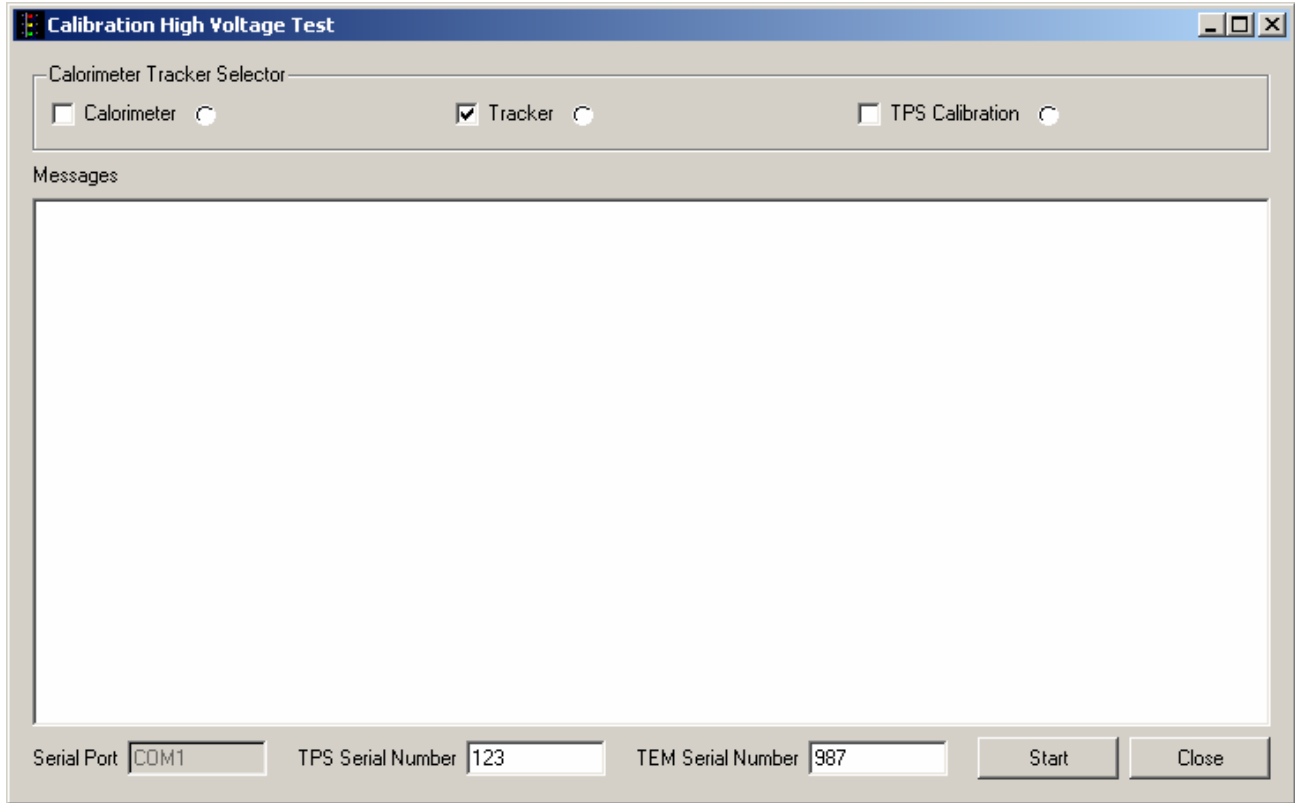 Calibration High Voltage Test
Calorimeter Tracker Selector
Calorimeter Tracker TPS Calibration
Messages
Serial Port COM1 TPS Serial Number 123 TEM Serial Number 987 Start Close